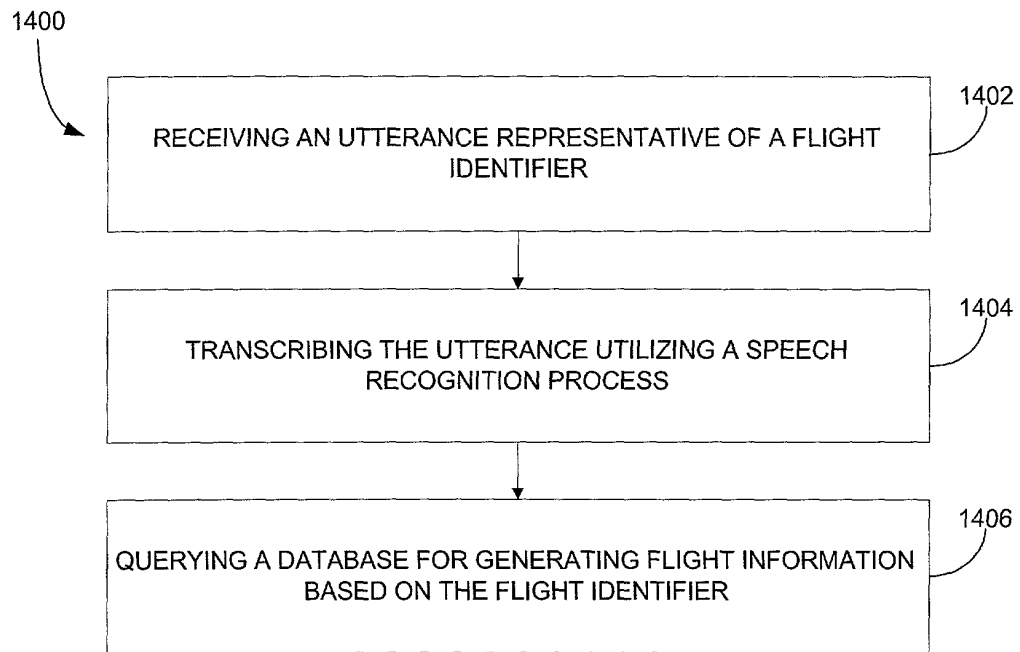 1400
1402
RECEIVING AN UTTERANCE REPRESENTATIVE OF A FLIGHT
IDENTIFIER
1404
TRANSCRIBING THE UTTERANCE UTILIZING A SPEECH
RECOGNITION PROCESS
1406
QUERYING A DATABASE FOR GENERATING FLIGHT INFORMATION
BASED ON THE FLIGHT IDENTIFIER